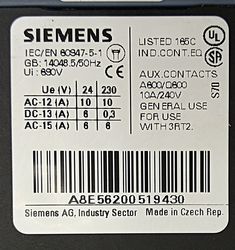 SIEMENS
IEC/EN 60947-5-1
GB: 14048.5/50Hz
Ui : 690V
LISTED 165C
IND.CONT.EQ.
AUX.CONTACTS
A600/Q600
10A/240V
GENERAL USE
FOR USE
WITH 3RT2.
Ue (V) 24 230
AC-12 (A) 10 10
DC-13 (A) 6 0,3
AC-15 (A) 6 6
A8E56200519430
Siemens AG, Industry Sector Made in Czech Rep.